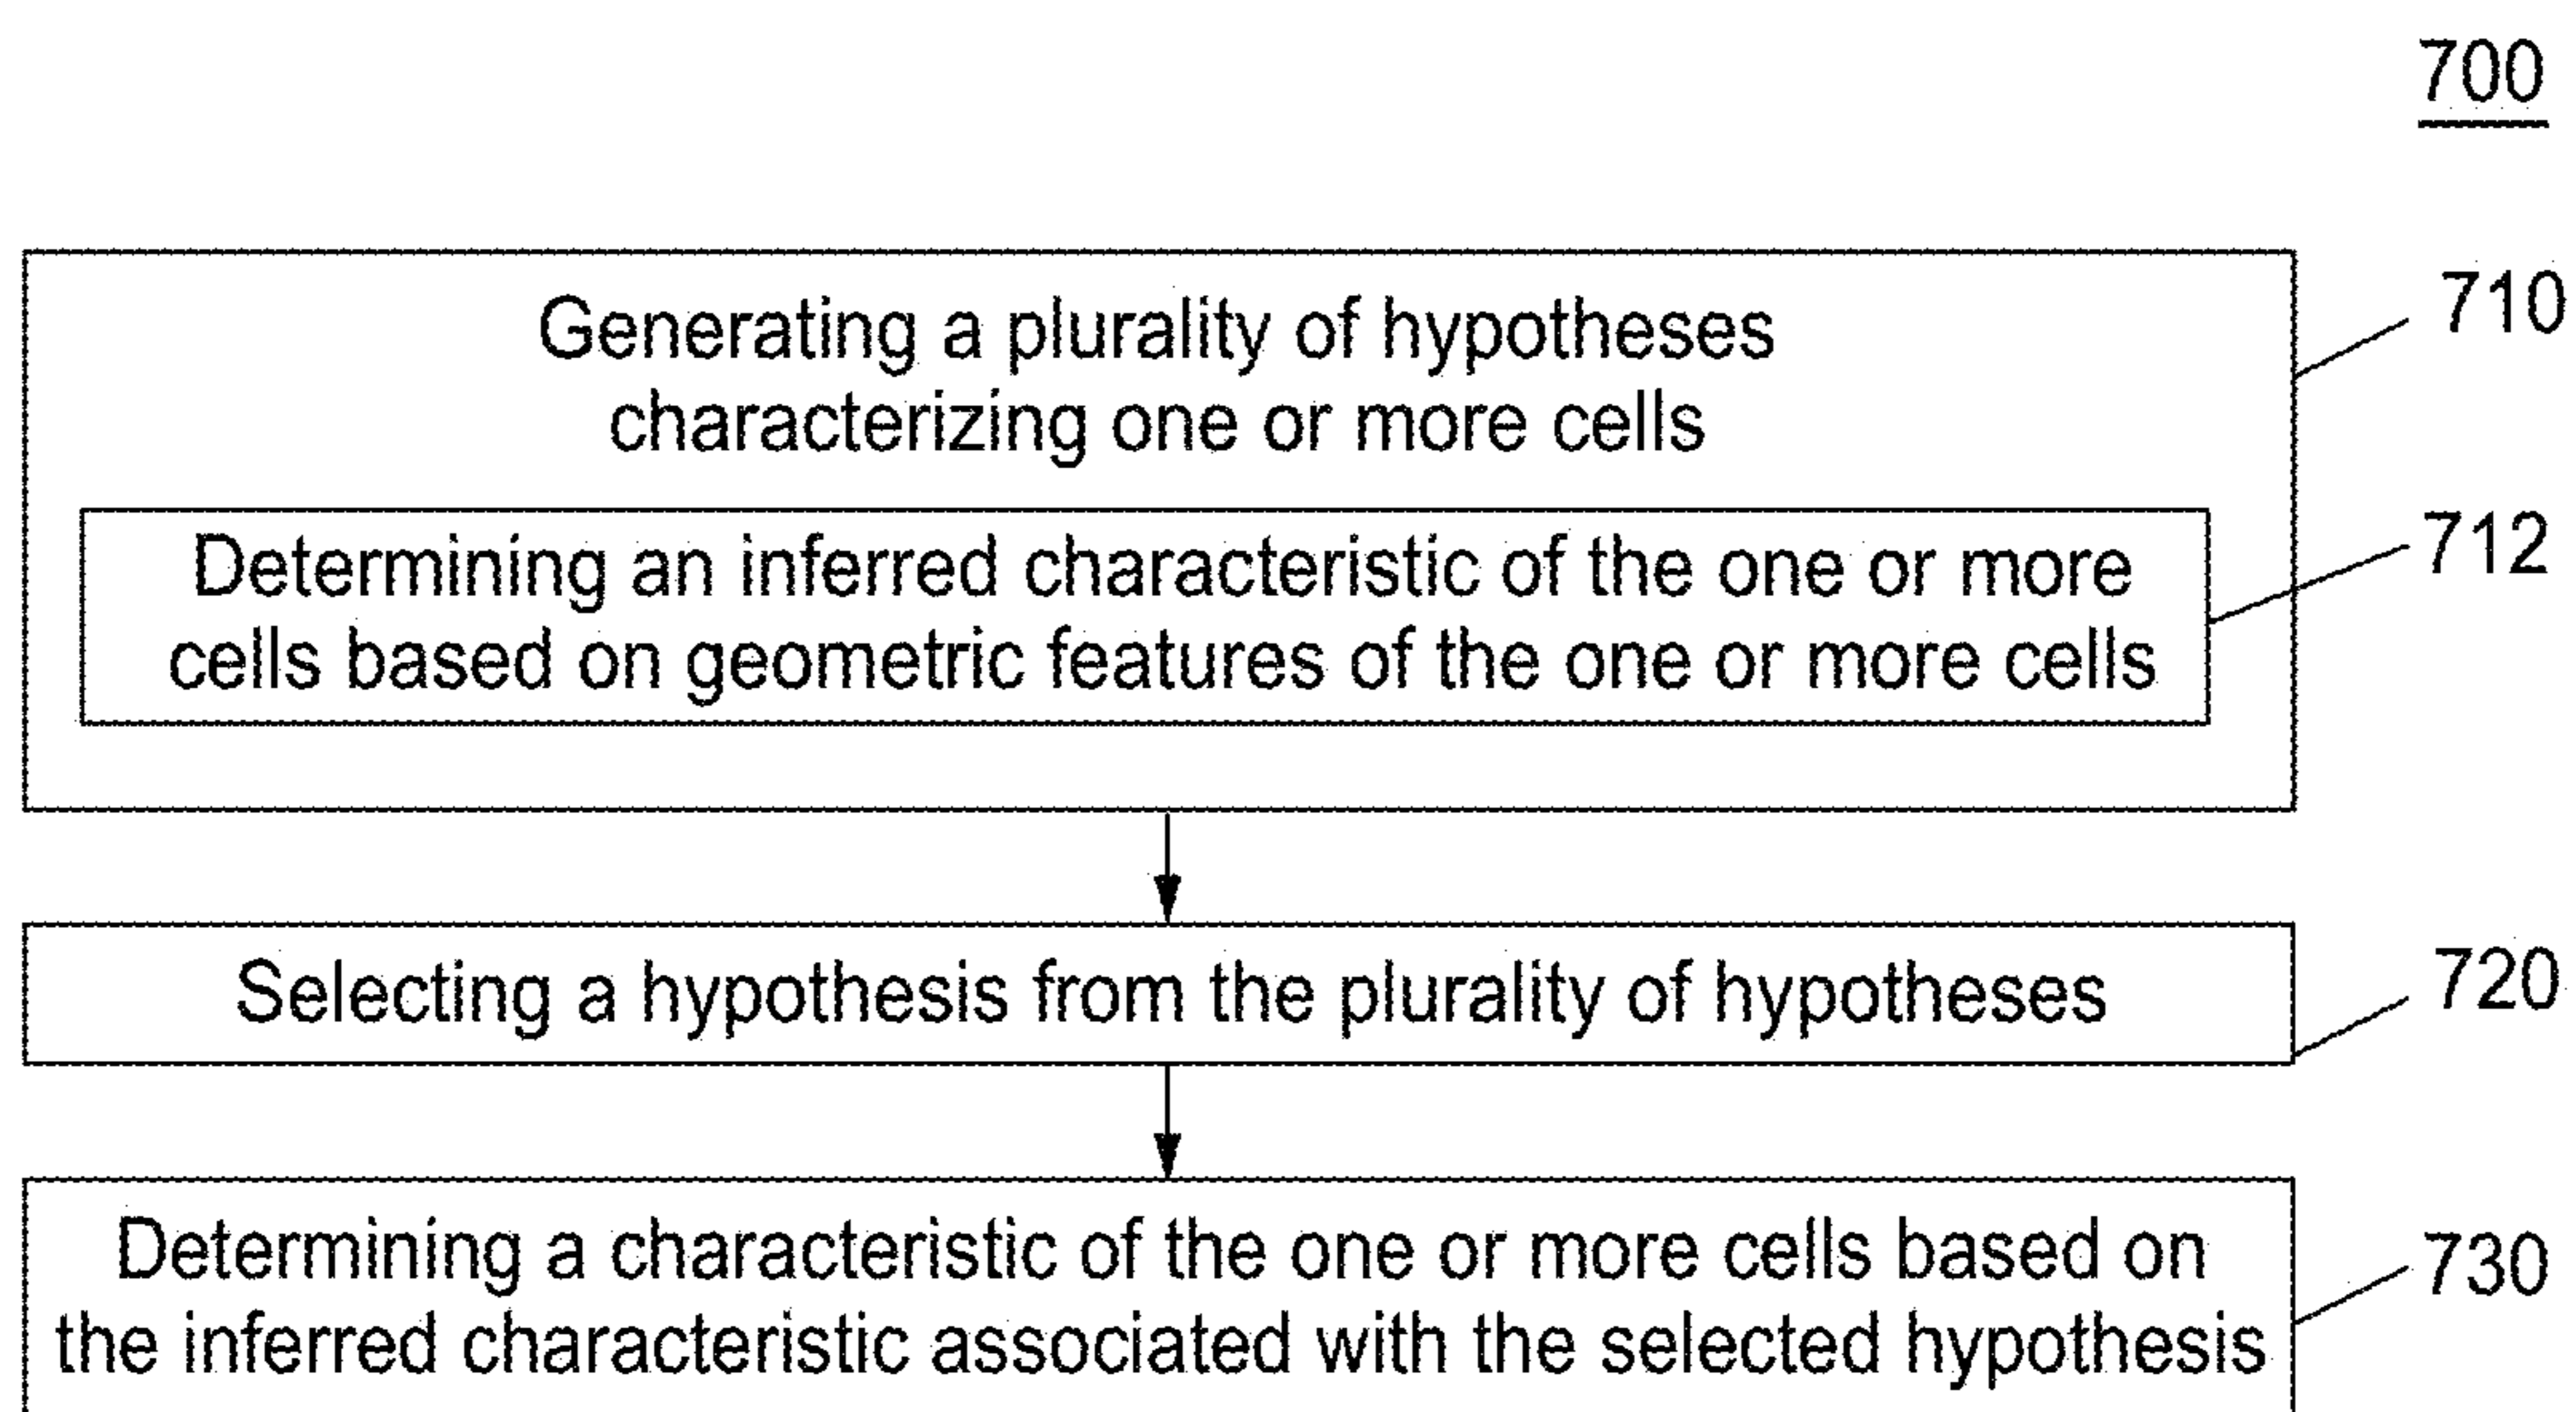 700
Generating a plurality of hypotheses
710
characterizing one or more cells
Determining an inferred characteristic of the one or more
712
cells based on geometric features of the one or more cells
Selecting a hypothesis from the plurality of hypotheses
720
Determining a characteristic of the one or more cells based on
730
the inferred characteristic associated with the selected hypothesis